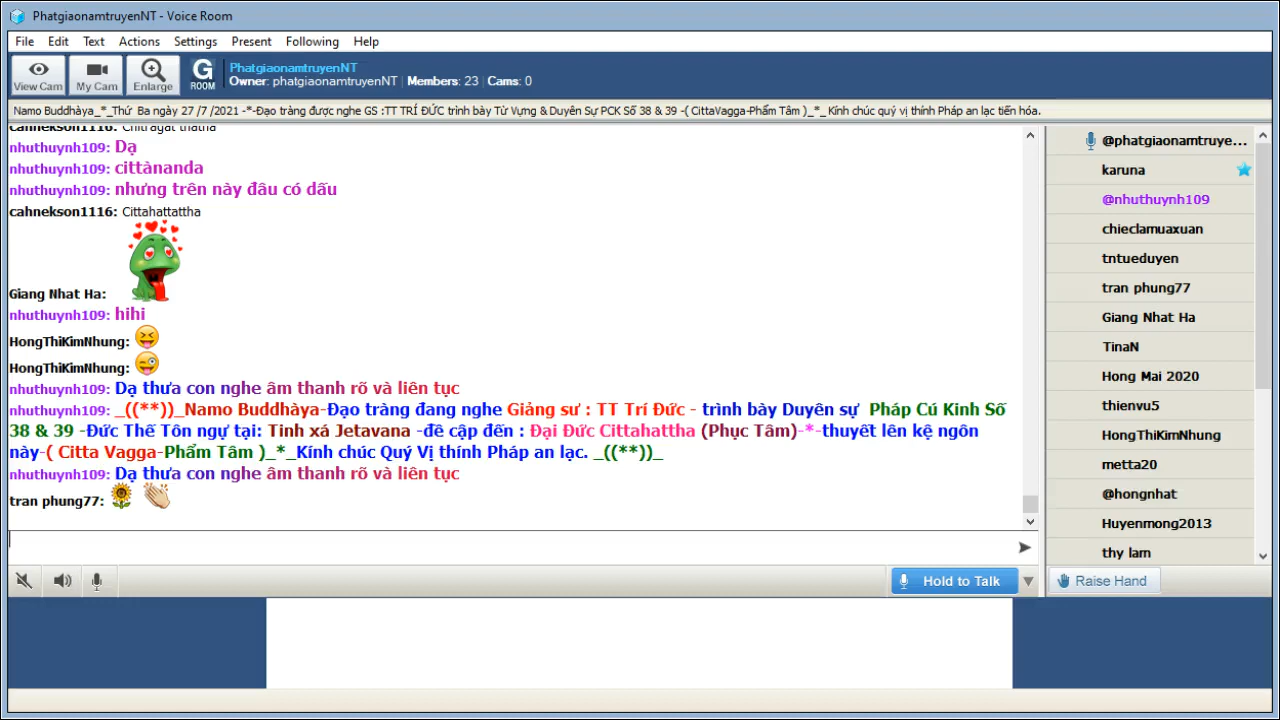 PhatgiaonamtruyenNT - Voice Room
File Edit Text Actions Settings Present Following Help
View Cam My Cam Enlarge G ROOM
PhatgiaonamtruyenNT
Owner: phatgiaonamtruyenNT Members: 23 Cams: 0
Namo Buddhàya_*_Thứ Ba ngày 27 /7 /2021 -*-Đạo tràng được nghe GS :TT TRÍ ĐỨC trình bày Từ Vựng & Duyên Sự PCK Số 38 & 39 -( CittaVagga-Phẩm Tâm )_*_ Kính chúc quý vị thính Pháp an lạc tiến hóa.
cahnekson1116: Chitragat thatha
nhuthuynh109: Dạ
nhuthuynh109: cittànanda
nhuthuynh109: nhưng trên này đâu có dấu
cahnekson1116: Cittahattattha
Giang Nhat Ha:
nhuthuynh109: hihi
HongThiKimNhung:
HongThiKimNhung:
nhuthuynh109: Dạ thưa con nghe âm thanh rõ và liên tục
nhuthuynh109: _((**))_Namo Buddhàya-Đạo tràng đang nghe Giảng sư : TT Trí Đức - trình bày Duyên sự Pháp Cú Kinh Số
38 & 39 -Đức Thế Tôn ngự tại: Tinh xá Jetavana -đề cập đến : Đại Đức Cittahattha (Phục Tâm)-*-thuyết lên kệ ngôn
này-( Citta Vagga-Phẩm Tâm )_*_Kính chúc Quý Vị thính Pháp an lạc. _((**))_
nhuthuynh109: Dạ thưa con nghe âm thanh rõ và liên tục
tran phung77:
Hold to Talk
@phatgiaonamtruye...
karuna
@nhuthuynh109
chieclamuaxuan
tntueduyen
tran phung77
Giang Nhat Ha
TinaN
Hong Mai 2020
thienvu5
HongThiKimNhung
metta20
@hongnhat
Huyenmong2013
thy lam
Raise Hand